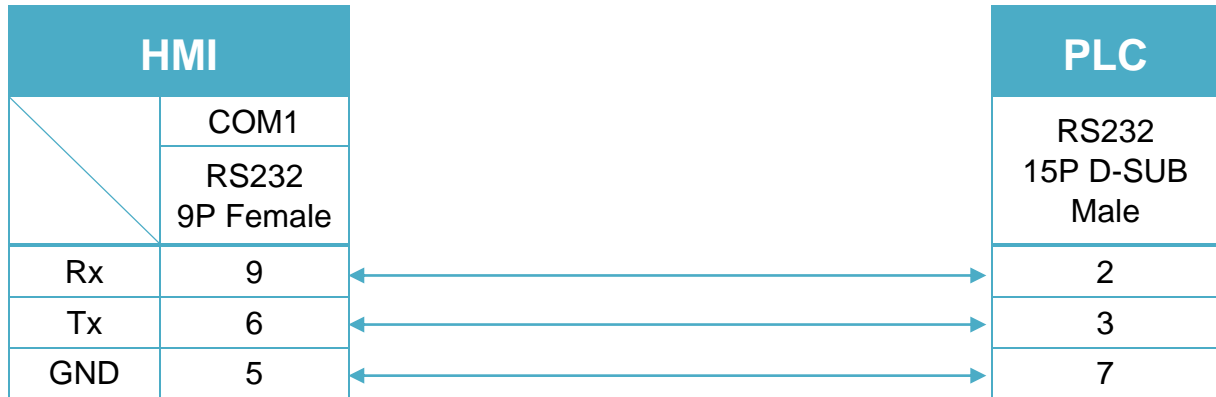 HMI
PLC
COM1
RS232
9P Female
RS232
15P D-SUB
Male
Rx 9 2
Tx 6 3
GND 5 7